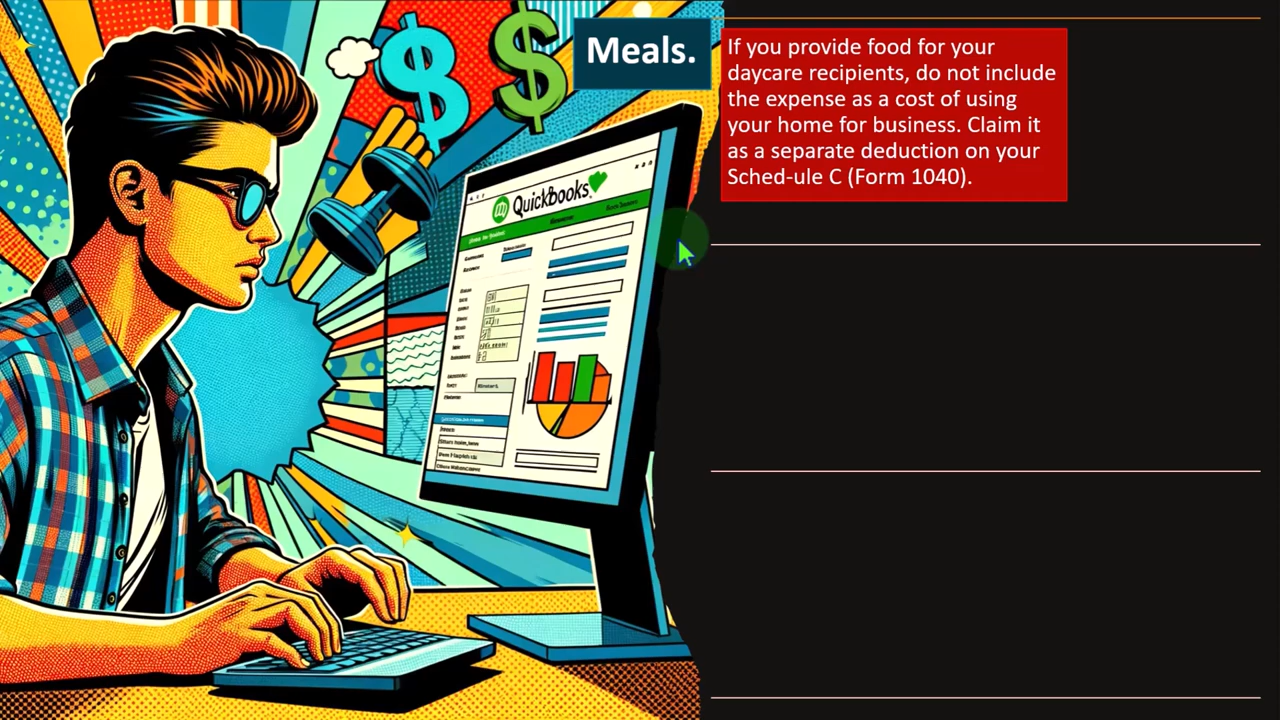 Meals.
If you provide food for your
daycare recipients, do not include
the expense as a cost of using
your home for business. Claim it
as a separate deduction on your
Sched-ule C (Form 1040).
QuickBooks